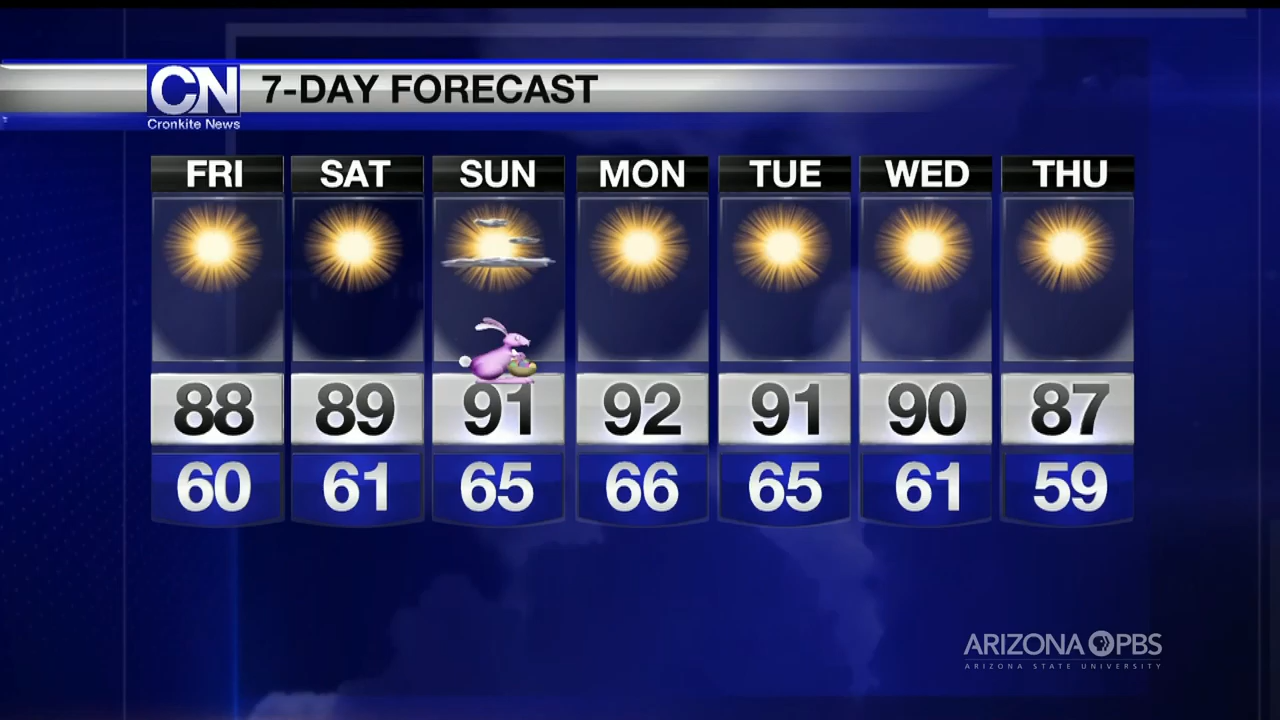 CN 7-DAY FORECAST
Cronkite News
FRI SAT SUN MON TUE WED THU
88 89 91 92 91 90 87
60 61 65 66 65 61 59
ARIZONA PBS
ARIZONA STATE UNIVERSITY